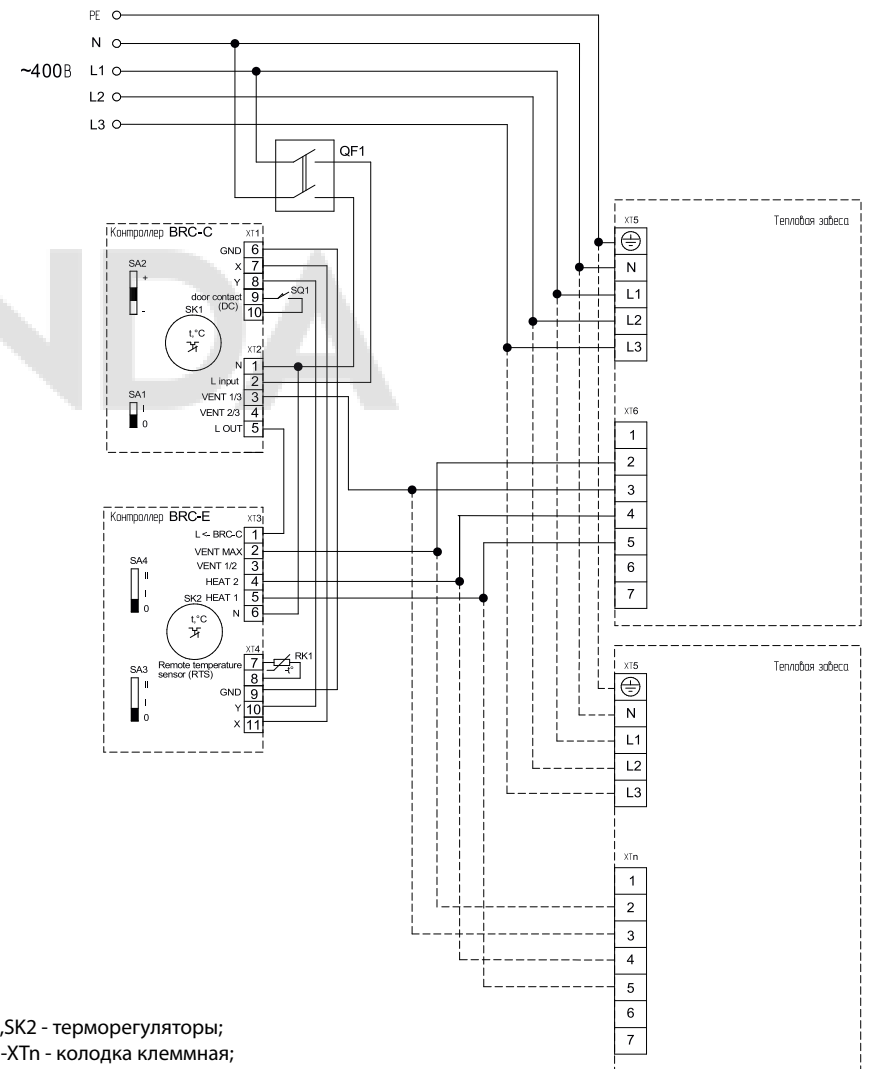 PE
N
~400В L1
L2
L3
QF1
Контроллер BRC-C XT1
SA2
+
-
GND 6
X 7
Y 8
door contact (DC) 9
10
SQ1
SK1
t,°C
XT2
N 1
L input 2
SA1
I
0
VENT 1/3 3
VENT 2/3 4
L OUT 5
Контроллер BRC-E XT3
L <- BRC-C 1
VENT MAX 2
VENT 1/2 3
HEAT 2 4
HEAT 1 5
N 6
SA4
II
I
0
SK2
t,°C
XT4
Remote temperature
sensor (RTS)
7
8
RK1
t°
GND 9
Y 10
X 11
SA3
II
I
0
XT5
Тепловая завеса
N
L1
L2
L3
XT6
1
2
3
4
5
6
7
XT5
Тепловая завеса
N
L1
L2
L3
XTn
1
2
3
4
5
6
7
,SK2 - терморегуляторы;
-XTn - колодка клеммная;
NDA